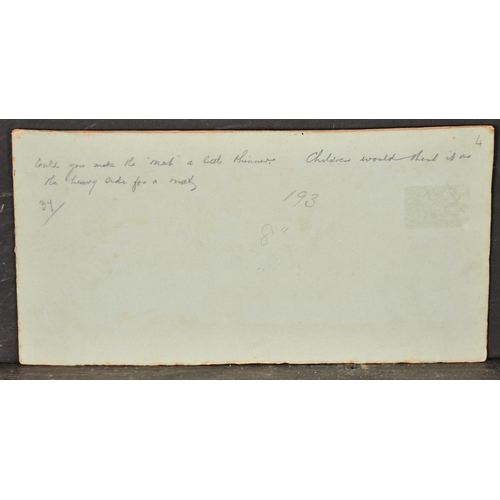 4
Could you make the "mat" a little thinner. Children would think it on
the heavy side for a mat,
34/
193
8"